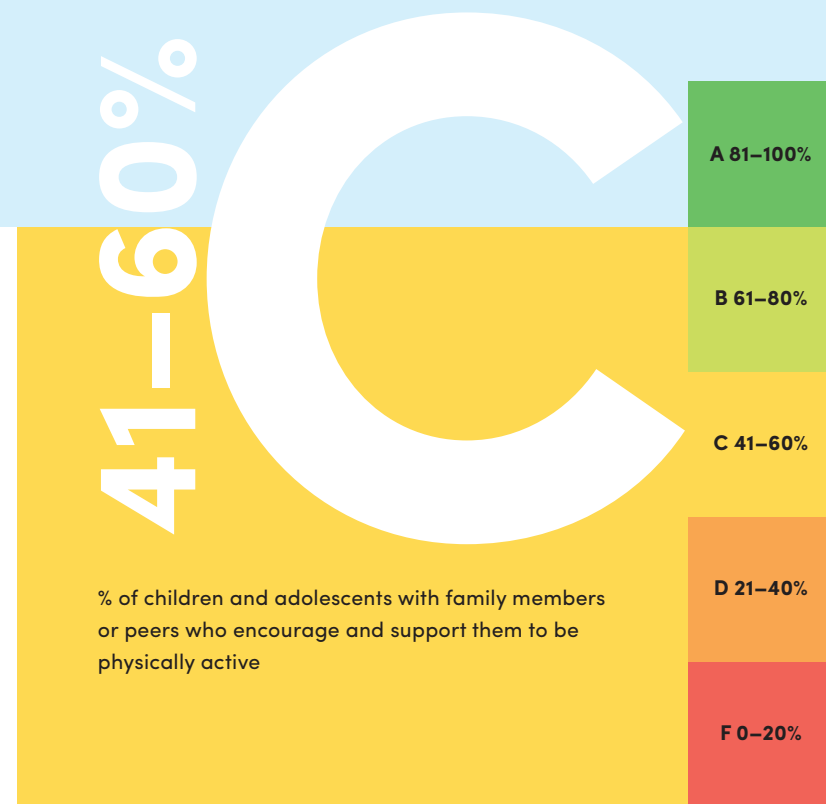 41–60%
C
A 81–100%
B 61–80%
C 41–60%
D 21–40%
F 0–20%
% of children and adolescents with family members
or peers who encourage and support them to be
physically active